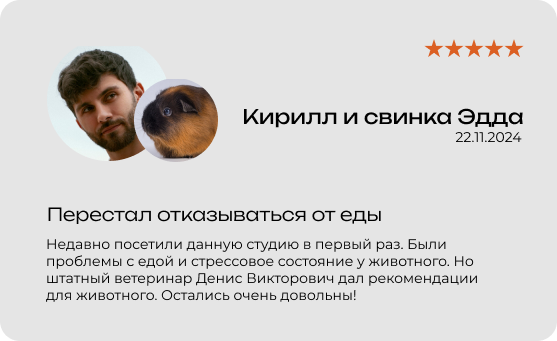 Кирилл и свинка Эдда
22.11.2024
Перестал отказываться от еды
Недавно посетили данную студию в первый раз. Были
проблемы с едой и стрессовое состояние у животного. Но
штатный ветеринар Денис Викторович дал рекомендации
для животного. Остались очень довольны!